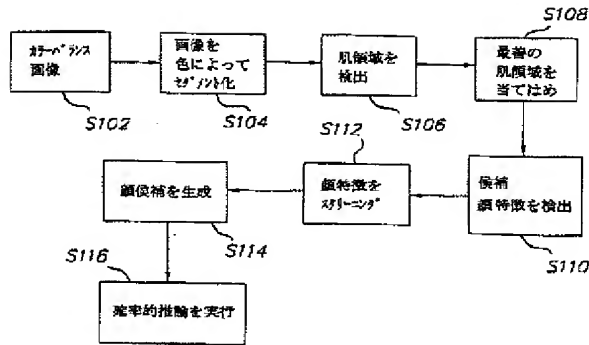 カラーバランス
画像
S102
画像を
色によって
セグメント化
S104
肌領域を
検出
S106
S108
最善の
肌領域を
当てはめ
候補
顔特徴を検出
S110
S112
顔特徴を
スクリーニング
顔候補を生成
S114
S116
確率的推論を実行